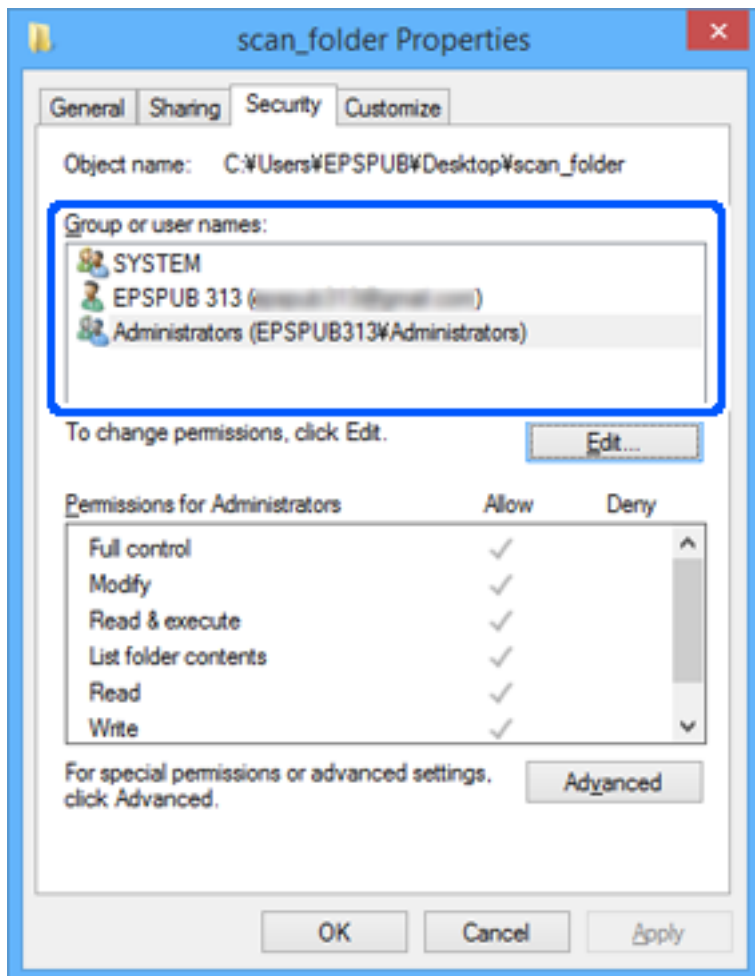 scan_folder Properties
General Sharing Security Customize
Object name: C:¥Users¥EPSPUB¥Desktop¥scan_folder
Group or user names:
SYSTEM
EPSPUB 313 ( )
Administrators (EPSPUB313¥Administrators)
To change permissions, click Edit.
Edit...
Permissions for Administrators Allow Deny
Full control
Modify
Read & execute
List folder contents
Read
Write
For special permissions or advanced settings,
click Advanced.
Advanced
OK Cancel Apply